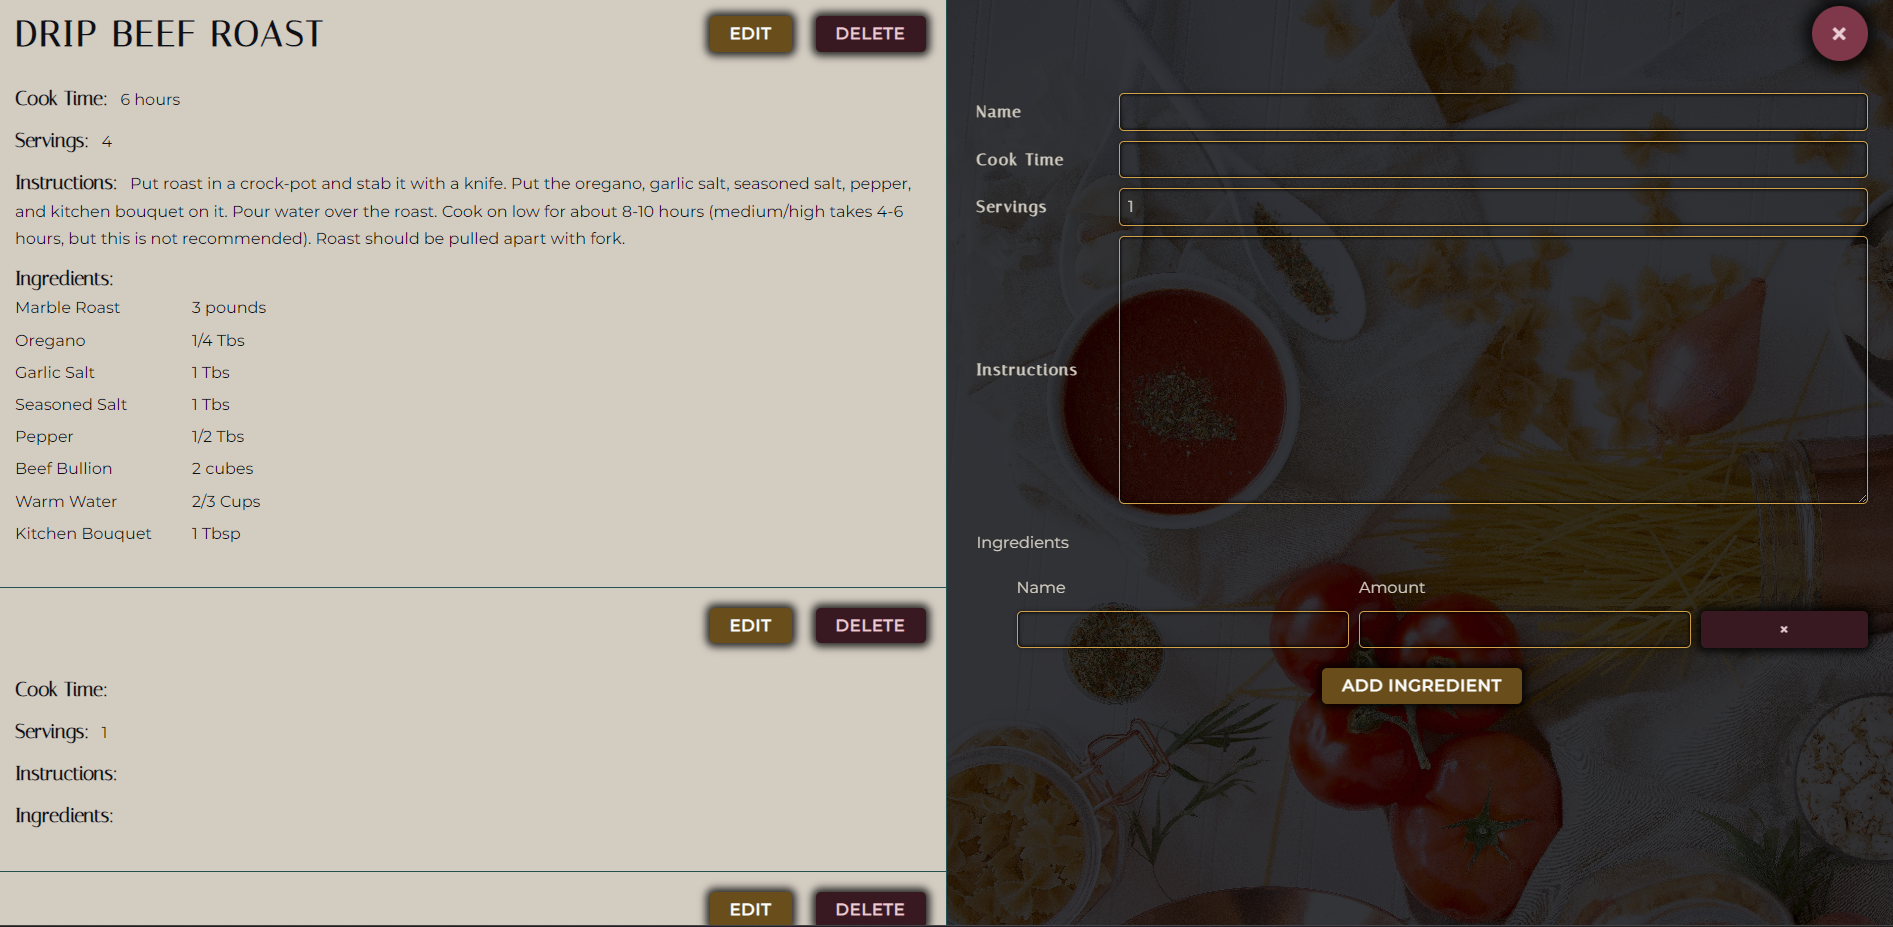 DRIP BEEF ROAST
EDIT DELETE
Cook Time: 6 hours
Servings: 4
Instructions: Put roast in a crock-pot and stab it with a knife. Put the oregano, garlic salt, seasoned salt, pepper,
and kitchen bouquet on it. Pour water over the roast. Cook on low for about 8-10 hours (medium/high takes 4-6
hours, but this is not recommended). Roast should be pulled apart with fork.
Ingredients:
Marble Roast 3 pounds
Oregano 1/4 Tbs
Garlic Salt 1 Tbs
Seasoned Salt 1 Tbs
Pepper 1/2 Tbs
Beef Bullion 2 cubes
Warm Water 2/3 Cups
Kitchen Bouquet 1 Tbsp
EDIT DELETE
Cook Time:
Servings: 1
Instructions:
Ingredients:
EDIT DELETE
×
Name
Cook Time
Servings 1
Instructions
Ingredients
Name Amount
×
ADD INGREDIENT